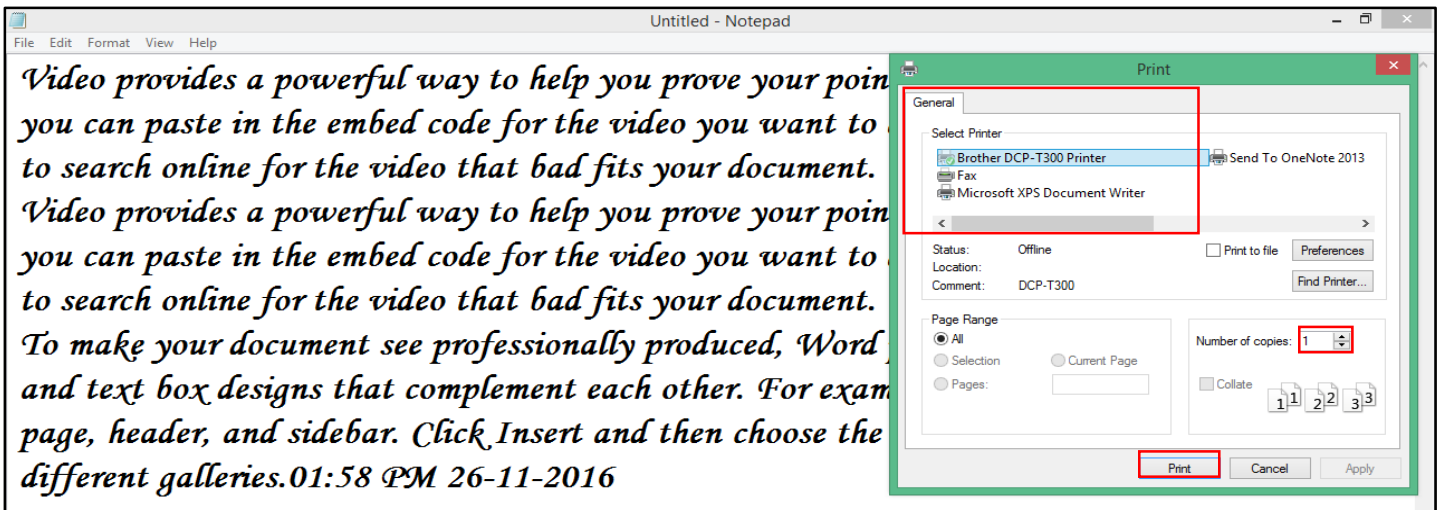 Untitled - Notepad
File Edit Format View Help
Video provides a powerful way to help you prove your poin
you can paste in the embed code for the video you want to
to search online for the video that bad fits your document.
Video provides a powerful way to help you prove your poin
you can paste in the embed code for the video you want to
to search online for the video that bad fits your document.
To make your document see professionally produced, Word
and text box designs that complement each other. For exam
page, header, and sidebar. Click Insert and then choose the
different galleries.01:58 PM 26-11-2016
Print
General
Select Printer
Brother DCP-T300 Printer Send To OneNote 2013
Fax
Microsoft XPS Document Writer
Status: Offline Print to file Preferences
Location:
Comment: DCP-T300 Find Printer...
Page Range
All
Selection Current Page
Pages:
Number of copies: 1
Collate
1 1 2 2 3 3
Print Cancel Apply